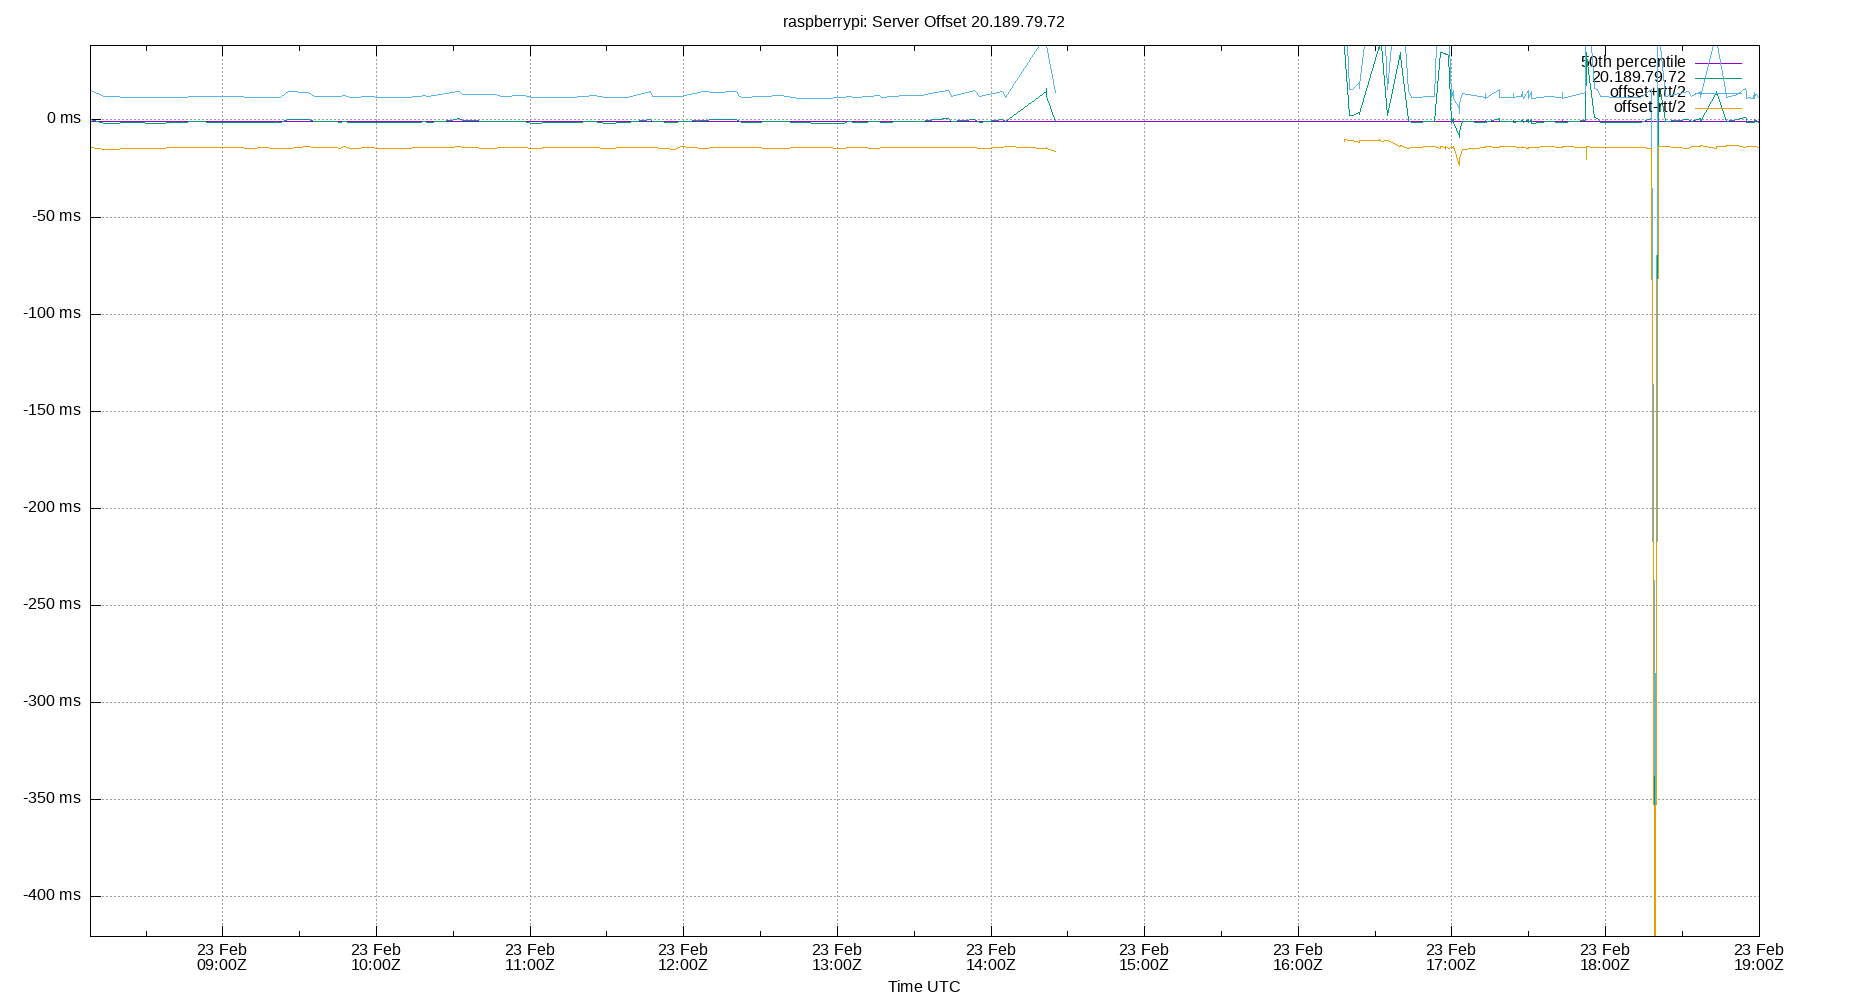 raspberrypi: Server Offset 20.189.79.72
50th percentile
20.189.79.72
offset+rtt/2
offset-rtt/2
0 ms
-50 ms
-100 ms
-150 ms
-200 ms
-250 ms
-300 ms
-350 ms
-400 ms
23 Feb 23 Feb 23 Feb 23 Feb 23 Feb 23 Feb 23 Feb 23 Feb 23 Feb 23 Feb 23 Feb
09:00Z 10:00Z 11:00Z 12:00Z 13:00Z 14:00Z 15:00Z 16:00Z 17:00Z 18:00Z 19:00Z
Time UTC